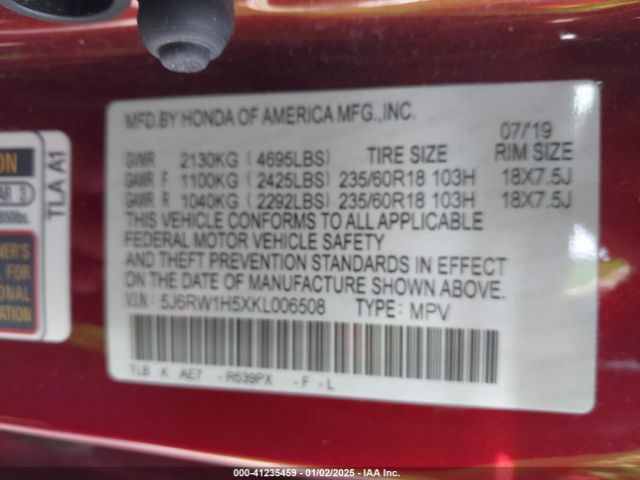 MFD.BY HONDA OF AMERICA MFG.,INC.
07/'19
GVWR 2130KG ( 4695LBS) TIRE SIZE RIM SIZE
GAWR F 1100KG ( 2425LBS) 235/60R18 103H 18X7.5J
GAWR R 1040KG ( 2292LBS) 235/60R18 103H 18X7.5J
THIS VEHICLE CONFORMS TO ALL APPLICABLE
FEDERAL MOTOR VEHICLE SAFETY
AND THEFT PREVENTION STANDARDS IN EFFECT
ON THE DATE OF MANUFACTURE SHOWN ABOVE.
V.I.N: 5J6RW1H5XKL006508 TYPE: MPV
TLB K AE7 - R539PX - F - L
TLA A1
ON
NER'S
FOR
ONAL
ATION
000-41235459 - 01/02/2025 - IAA Inc.